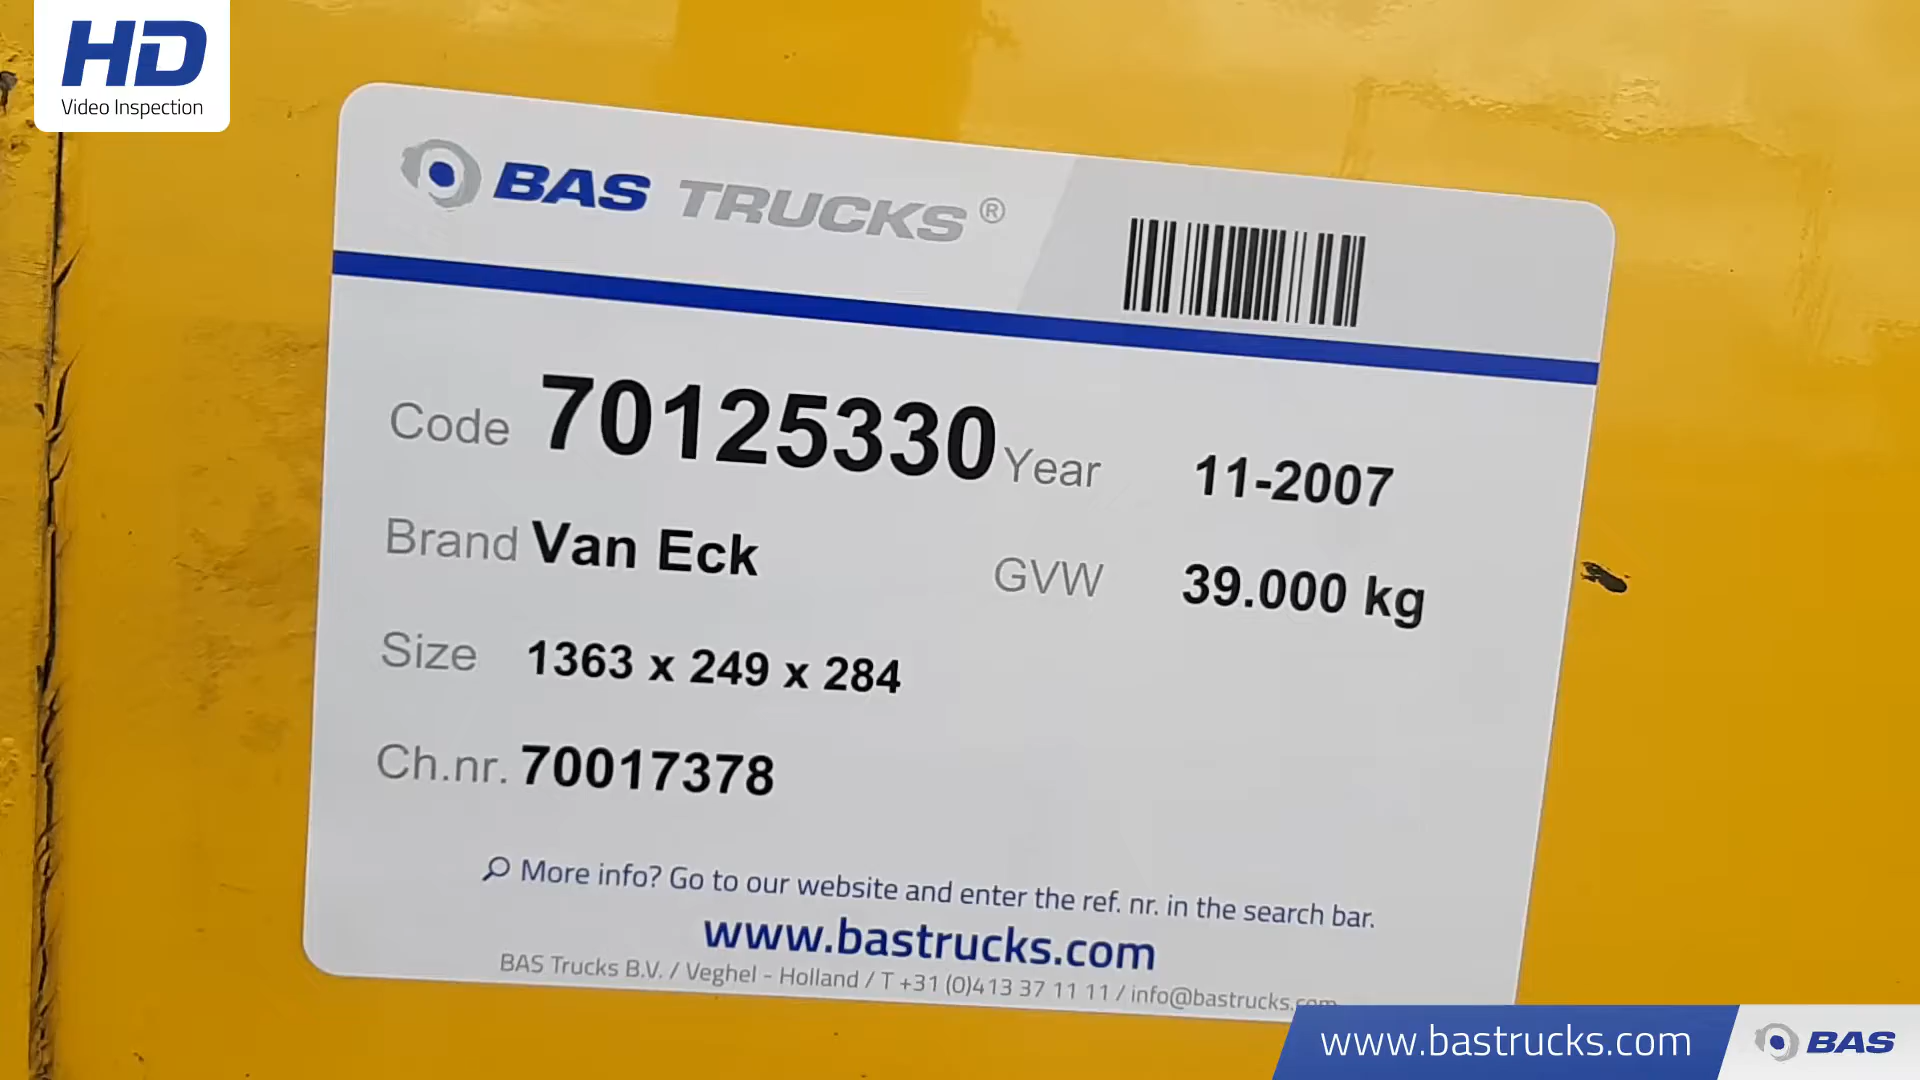 HD
Video Inspection
BAS TRUCKS®
Code 70125330 Year 11-2007
Brand Van Eck GVW 39.000 kg
Size 1363 x 249 x 284
Ch.nr. 70017378
More info? Go to our website and enter the ref. nr. in the search bar.
www.bastrucks.com
BAS Trucks B.V. / Veghel - Holland / T +31 (0)413 37 11 11 / info@bastrucks.com
www.bastrucks.com BAS